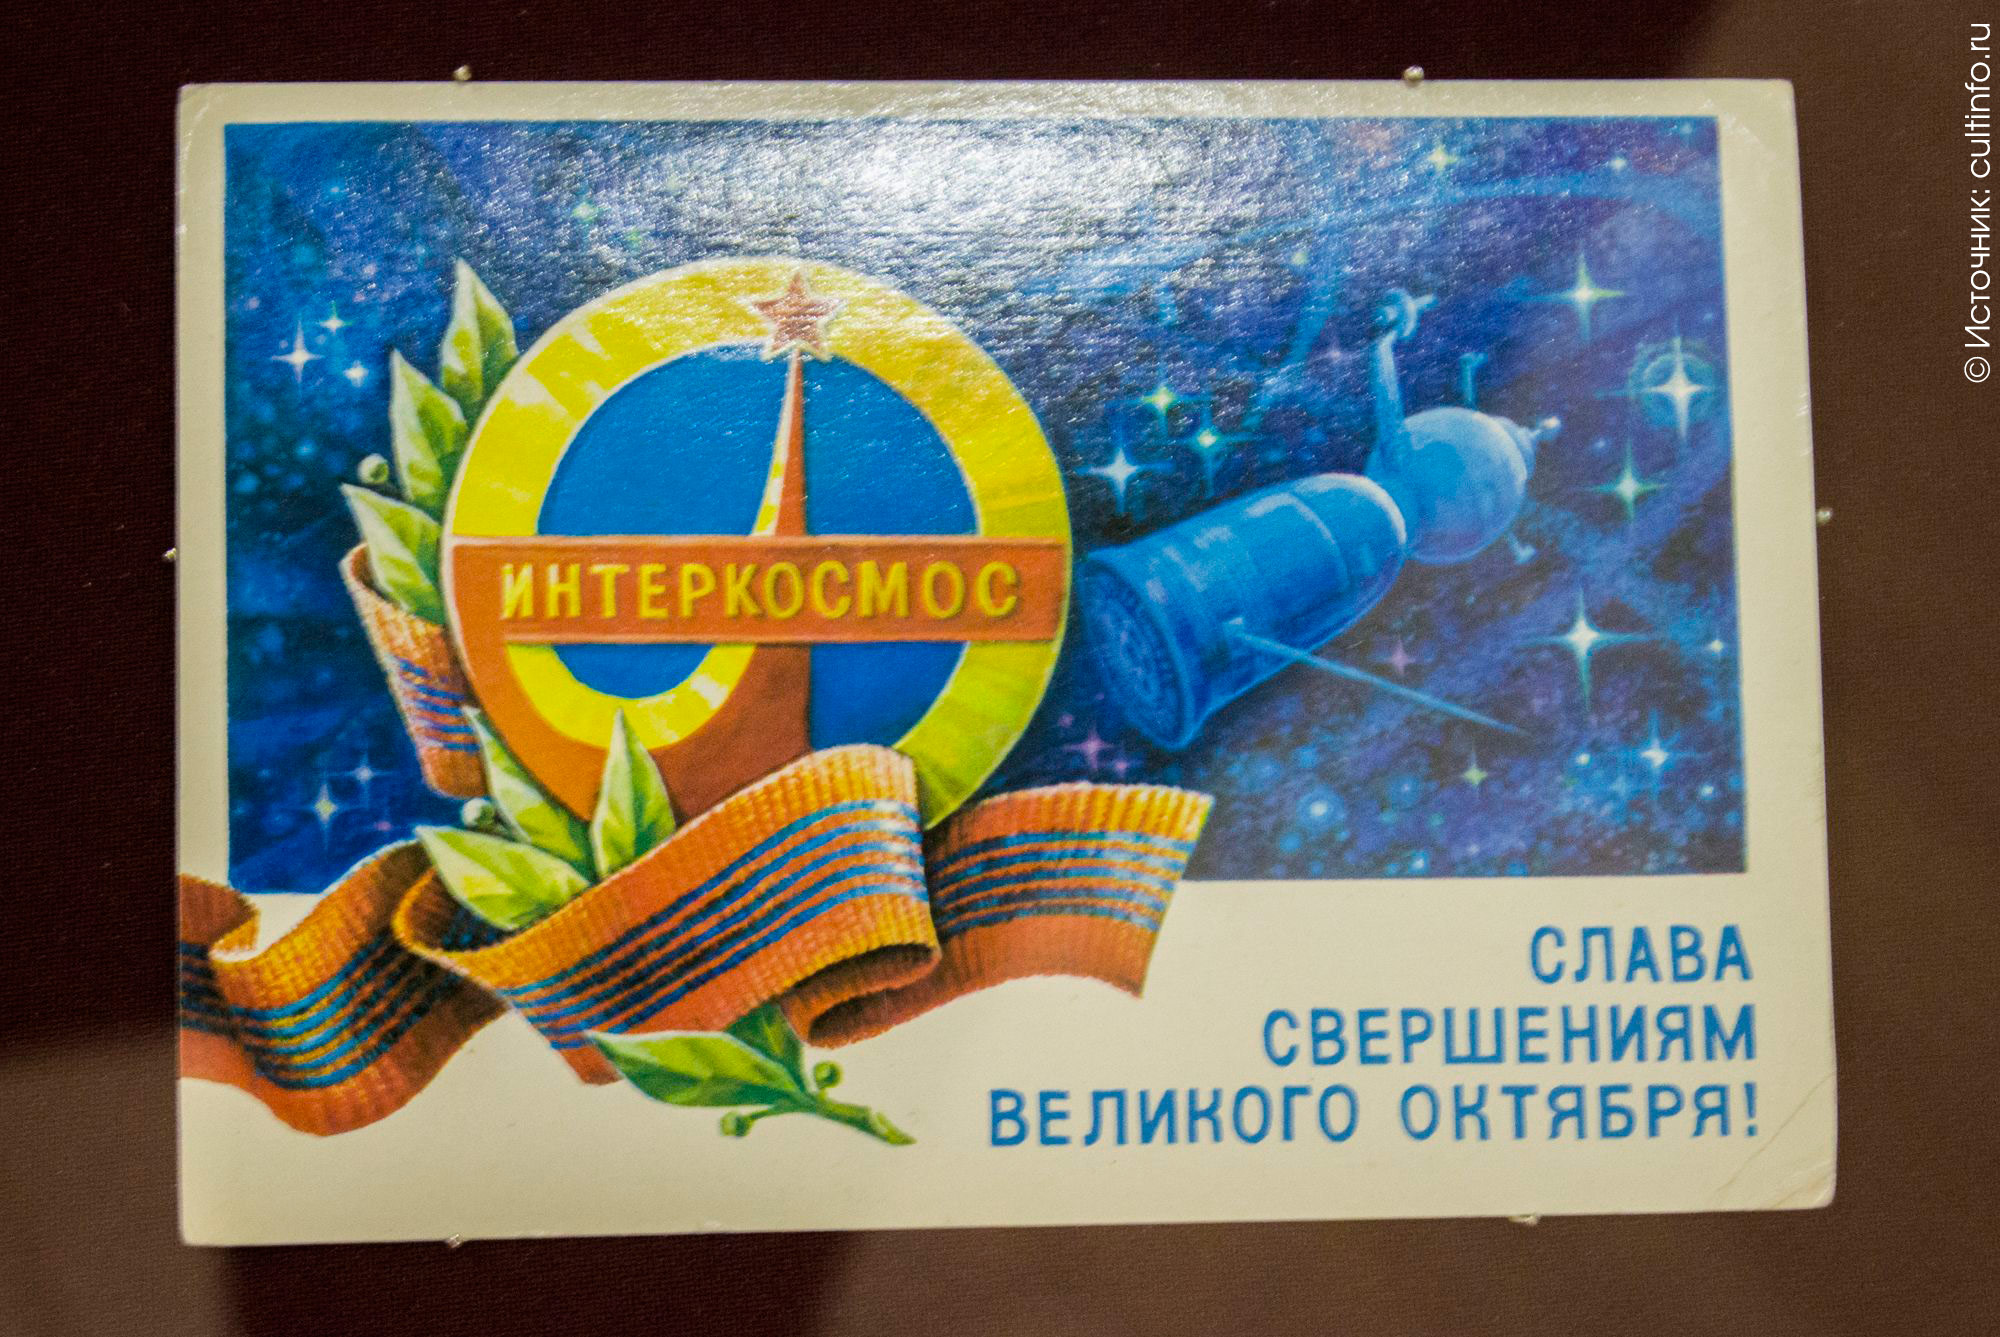 ИНТЕРКОСМОС
СЛАВА
СВЕРШЕНИЯМ
ВЕЛИКОГО ОКТЯБРЯ!
© Источник: cultinfo.ru